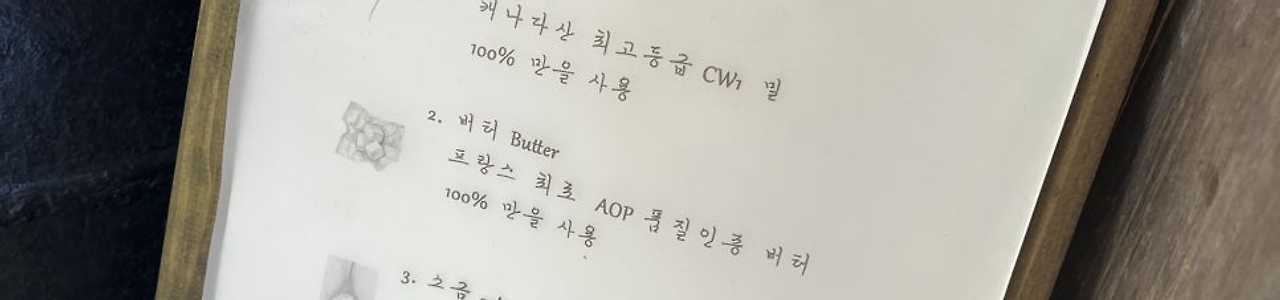 캐나다산 최고등급 CW1 밀
100% 만을 사용
2. 버터 Butter
프랑스 최초 AOP 품질인증 버터
100% 만을 사용
3. 소금